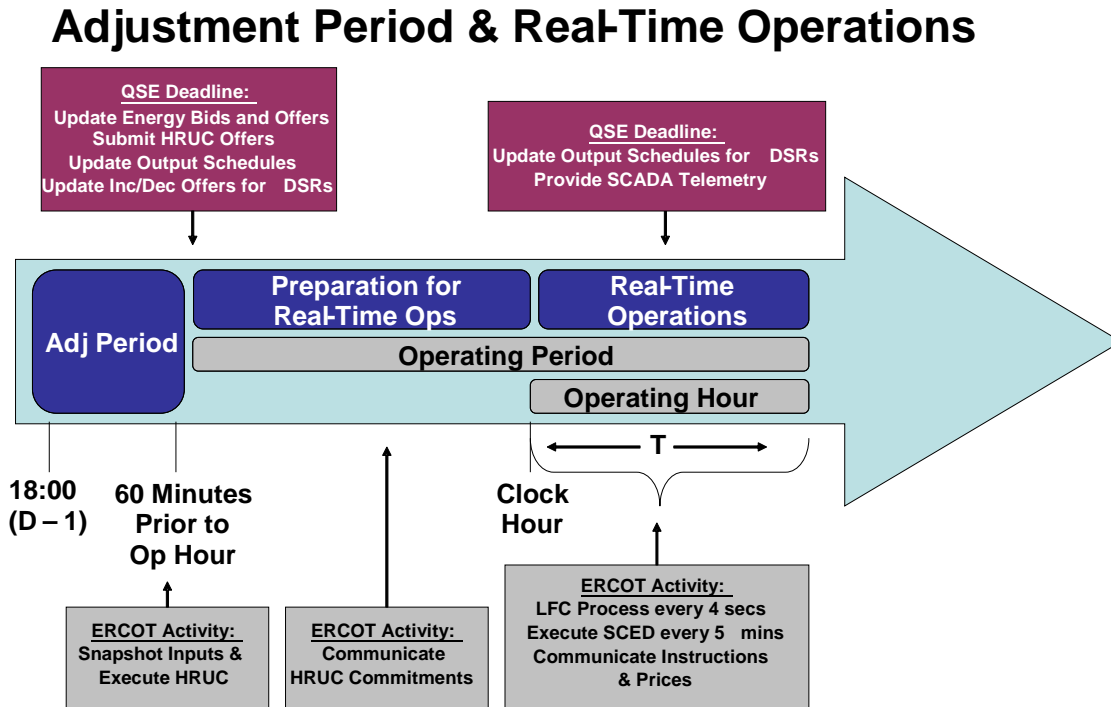 Adjustment Period & Real-Time Operations
QSE Deadline:
Update Energy Bids and Offers
Submit HRUC Offers
Update Output Schedules
Update Inc/Dec Offers for DSRs
QSE Deadline:
Update Output Schedules for DSRs
Provide SCADA Telemetry
Adj Period
Preparation for
Real-Time Ops
Real-Time
Operations
Operating Period
Operating Hour
T
18:00
(D – 1)
60 Minutes
Prior to
Op Hour
Clock
Hour
ERCOT Activity:
Snapshot Inputs &
Execute HRUC
ERCOT Activity:
Communicate
HRUC Commitments
ERCOT Activity:
LFC Process every 4 secs
Execute SCED every 5 mins
Communicate Instructions
& Prices